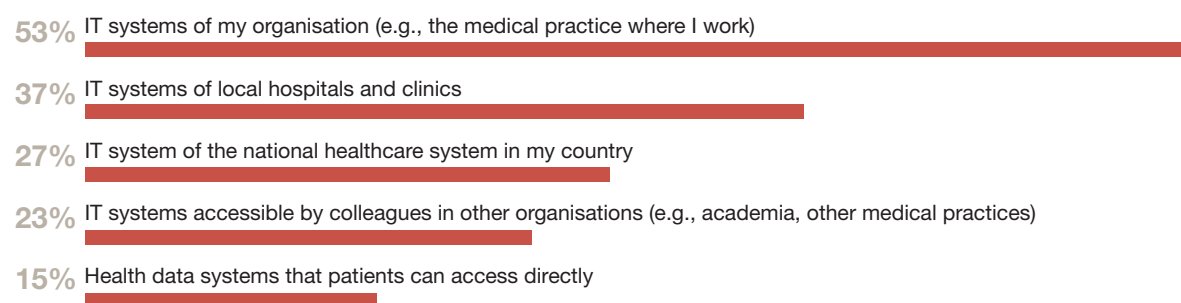 53% IT systems of my organisation (e.g., the medical practice where I work)
37% IT systems of local hospitals and clinics
27% IT system of the national healthcare system in my country
23% IT systems accessible by colleagues in other organisations (e.g., academia, other medical practices)
15% Health data systems that patients can access directly